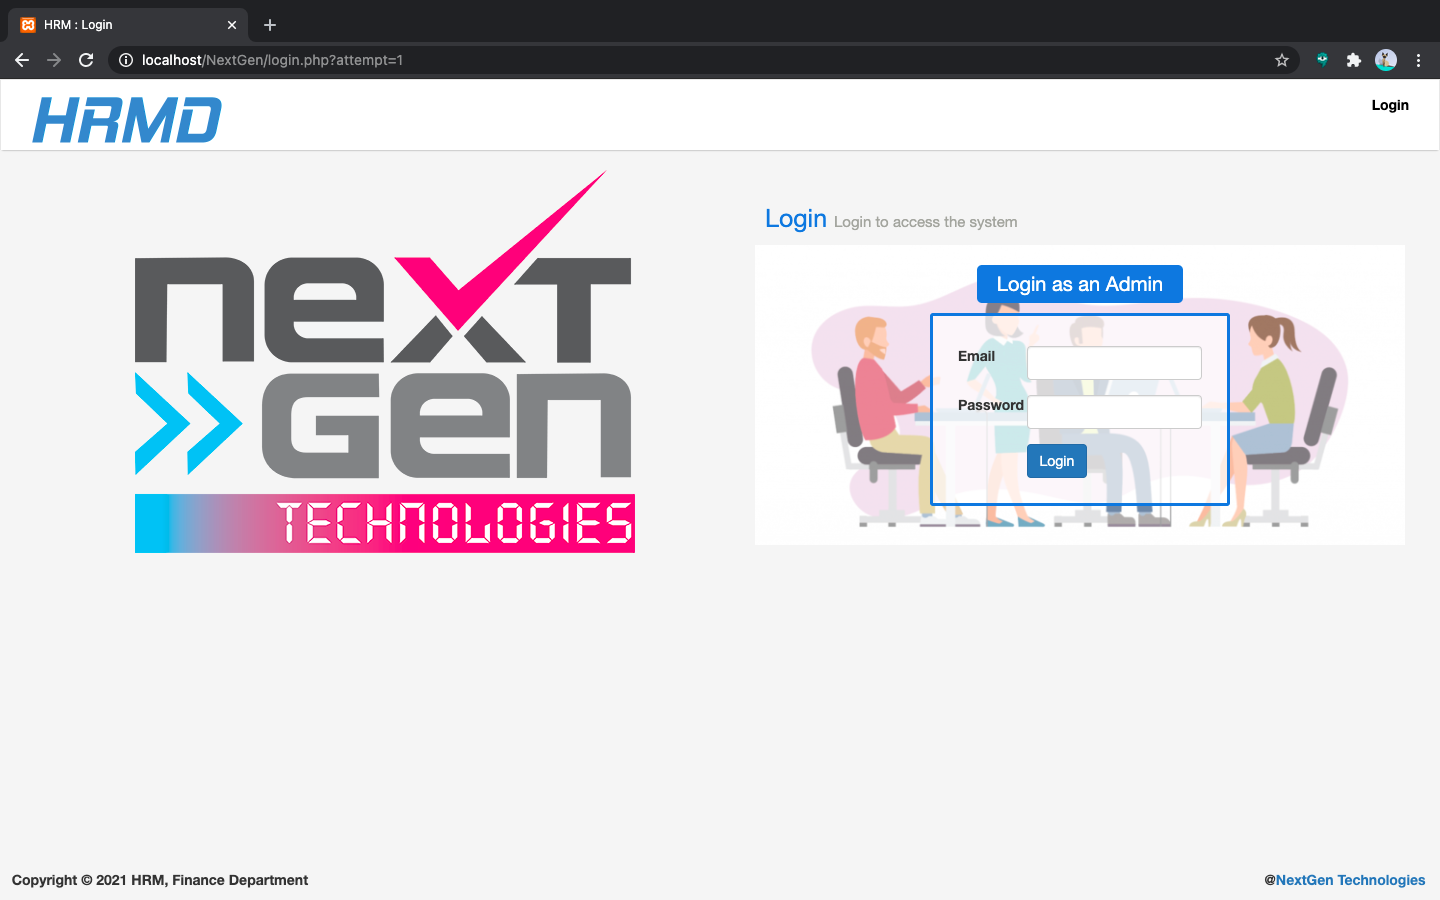 HRM : Login
localhost/NextGen/login.php?attempt=1
HRMD
Login
next
Gen
TECHNOLOGIES
Login Login to access the system
Login as an Admin
Email
Password
Login
Copyright © 2021 HRM, Finance Department
@NextGen Technologies